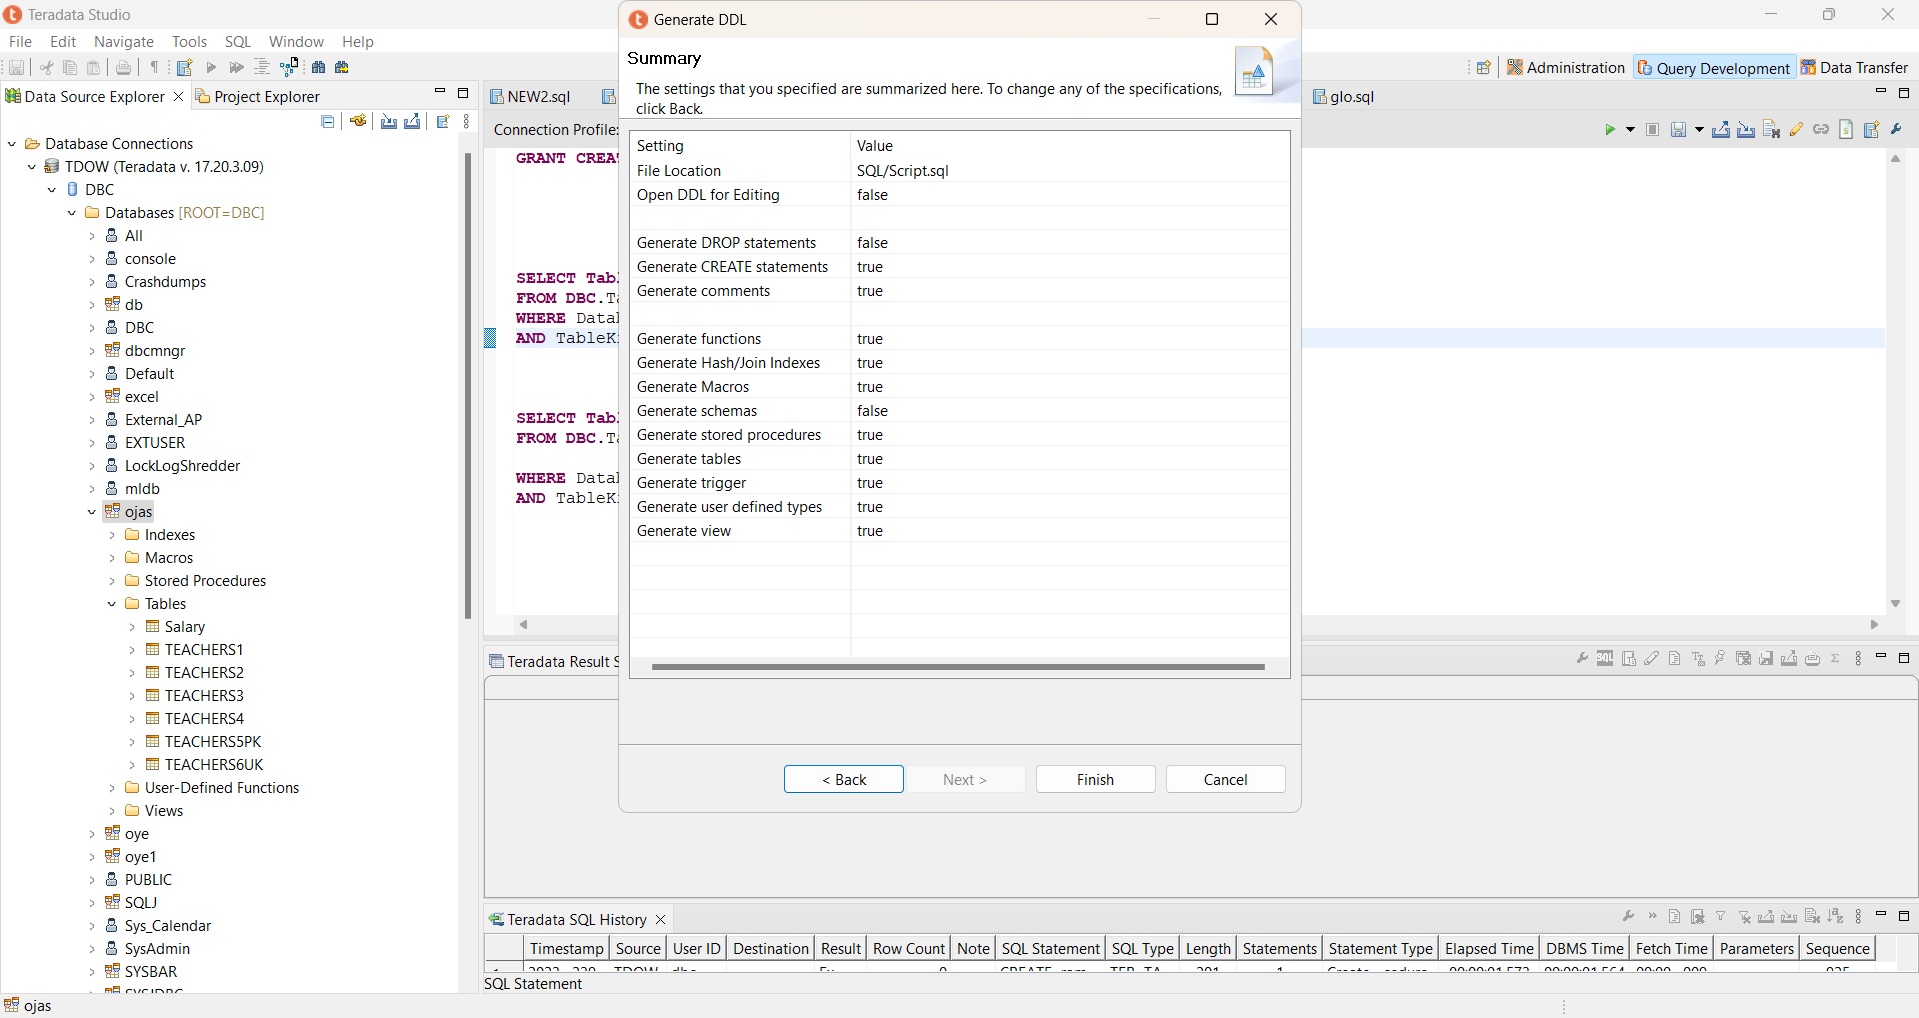 Teradata Studio
File Edit Navigate Tools SQL Window Help
Administration Query Development Data Transfer
Data Source Explorer Project Explorer
Database Connections
TDOW (Teradata v. 17.20.3.09)
DBC
Databases [ROOT=DBC]
All
console
Crashdumps
db
DBC
dbcmngr
Default
excel
External_AP
EXTUSER
LockLogShredder
mldb
ojas
Indexes
Macros
Stored Procedures
Tables
Salary
TEACHERS1
TEACHERS2
TEACHERS3
TEACHERS4
TEACHERS5PK
TEACHERS6UK
User-Defined Functions
Views
oye
oye1
PUBLIC
SQLJ
Sys_Calendar
SysAdmin
SYSBAR
ojas
NEW2.sql
glo.sql
Connection Profile:
GRANT CREA
SELECT Tab
FROM DBC.Ta
WHERE Data
AND TableK
SELECT Tab
FROM DBC.Ta
WHERE Data
AND TableK
Generate DDL
Summary
The settings that you specified are summarized here. To change any of the specifications,
click Back.
Setting Value
File Location SQL/Script.sql
Open DDL for Editing false
Generate DROP statements false
Generate CREATE statements true
Generate comments true
Generate functions true
Generate Hash/Join Indexes true
Generate Macros true
Generate schemas false
Generate stored procedures true
Generate tables true
Generate trigger true
Generate user defined types true
Generate view true
< Back Next > Finish Cancel
Teradata Result S
Teradata SQL History
Timestamp Source User ID Destination Result Row Count Note SQL Statement SQL Type Length Statements Statement Type Elapsed Time DBMS Time Fetch Time Parameters Sequence
SQL Statement